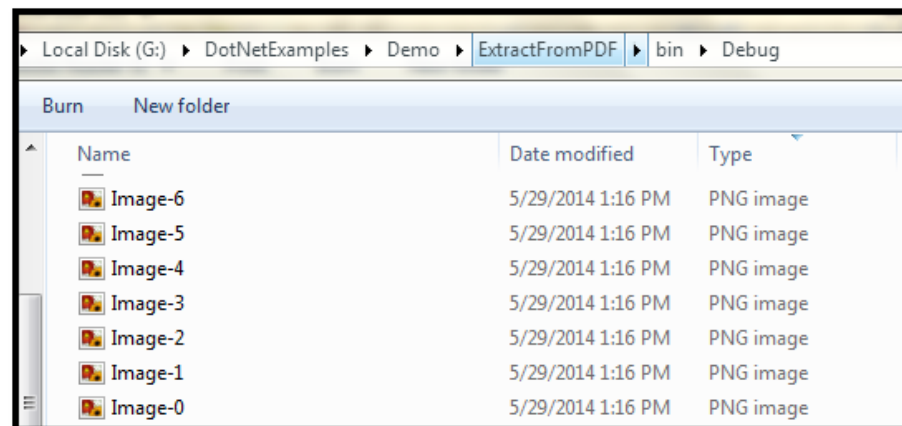 Local Disk (G:) ▸ DotNetExamples ▸ Demo ▸ ExtractFromPDF ▸ bin ▸ Debug
Burn New folder
Name Date modified Type
Image-6 5/29/2014 1:16 PM PNG image
Image-5 5/29/2014 1:16 PM PNG image
Image-4 5/29/2014 1:16 PM PNG image
Image-3 5/29/2014 1:16 PM PNG image
Image-2 5/29/2014 1:16 PM PNG image
Image-1 5/29/2014 1:16 PM PNG image
Image-0 5/29/2014 1:16 PM PNG image